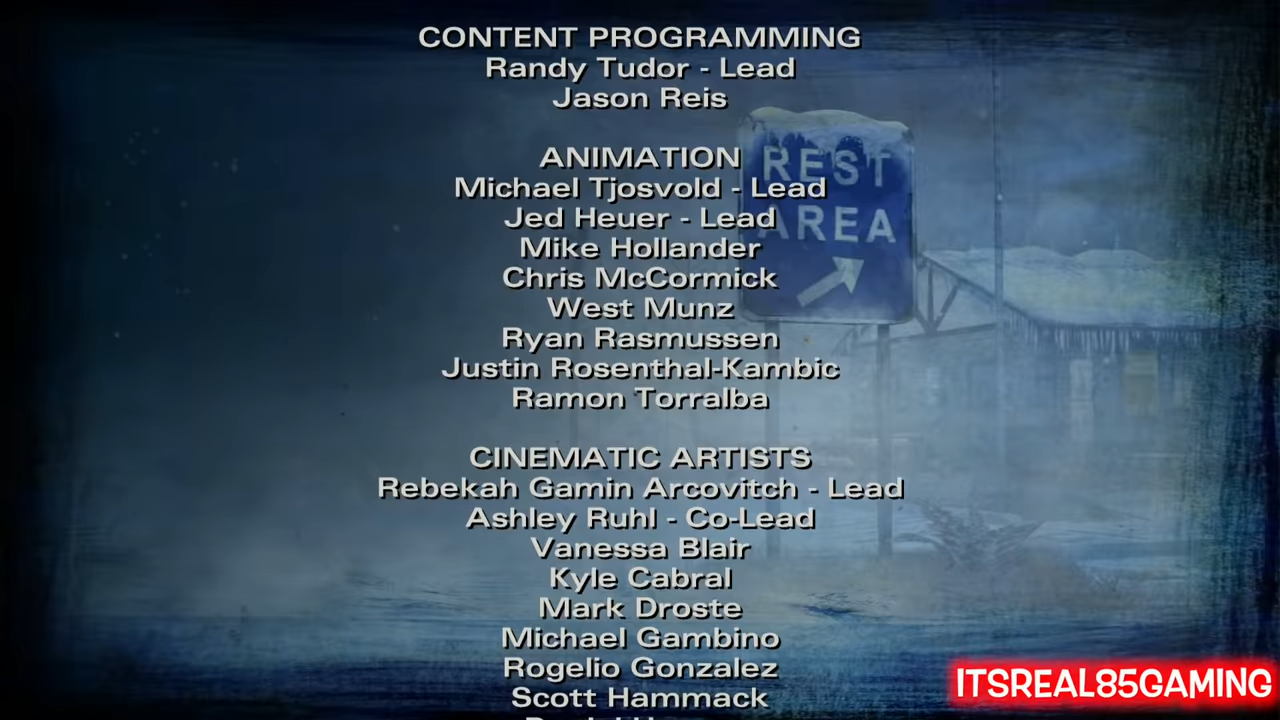 CONTENT PROGRAMMING
Randy Tudor - Lead
Jason Reis
ANIMATION
Michael Tjosvold - Lead
Jed Heuer - Lead
Mike Hollander
Chris McCormick
West Munz
Ryan Rasmussen
Justin Rosenthal-Kambic
Ramon Torralba
CINEMATIC ARTISTS
Rebekah Gamin Arcovitch - Lead
Ashley Ruhl - Co-Lead
Vanessa Blair
Kyle Cabral
Mark Droste
Michael Gambino
Rogelio Gonzalez
Scott Hammack
REST
AREA
ITSREAL85GAMING